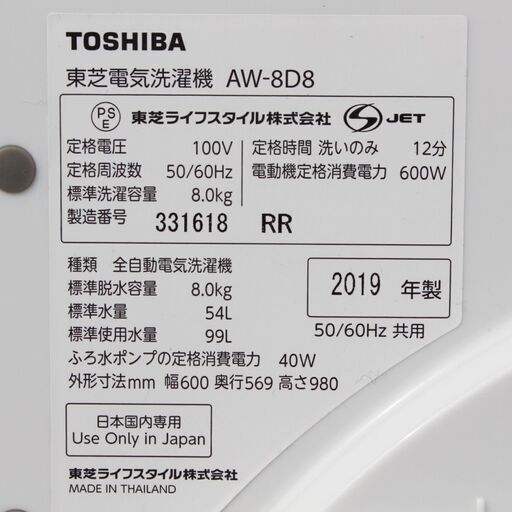 TOSHIBA
東芝電気洗濯機 AW-8D8
PS E 東芝ライフスタイル株式会社 JET
定格電圧 100V 定格時間 洗いのみ 12分
定格周波数 50/60Hz 電動機定格消費電力 600W
標準洗濯容量 8.0kg
製造番号 331618 RR
種類 全自動電気洗濯機
標準脱水容量 8.0kg 2019 年製
標準水量 54L
標準使用水量 99L 50/60Hz 共用
ふろ水ポンプの定格消費電力 40W
外形寸法mm 幅600 奥行569 高さ980
日本国内専用
Use Only in Japan
東芝ライフスタイル株式会社
MADE IN THAILAND